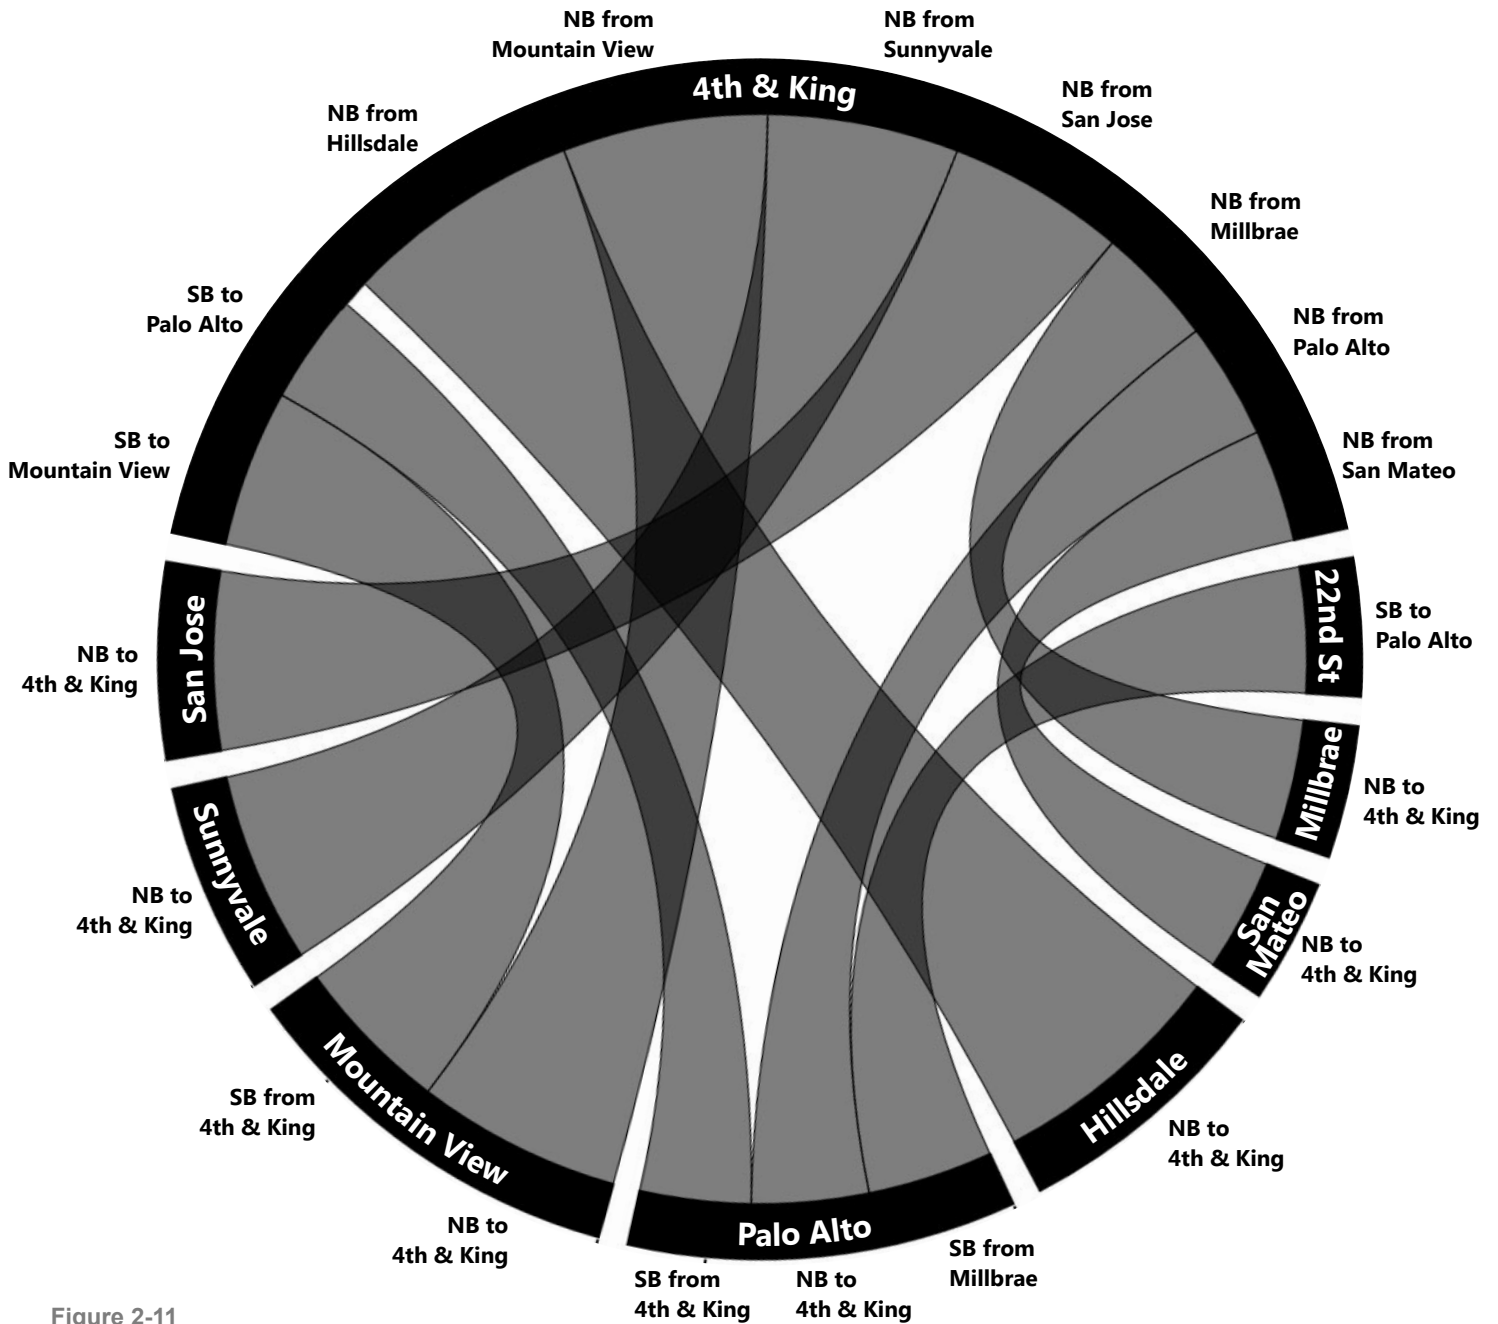 NB from
Mountain View
NB from
Sunnyvale
4th & King
NB from
Hillsdale
NB from
San Jose
NB from
Millbrae
SB to
Palo Alto
NB from
Palo Alto
SB to
Mountain View
NB from
San Mateo
San Jose
NB to
4th & King
22nd St
SB to
Palo Alto
Millbrae
NB to
4th & King
Sunnyvale
NB to
4th & King
San
Mateo
NB to
4th & King
Mountain View
SB from
4th & King
NB to
4th & King
Hillsdale
NB to
4th & King
Palo Alto
SB from
4th & King
NB to
4th & King
SB from
Millbrae
Figure 2-11